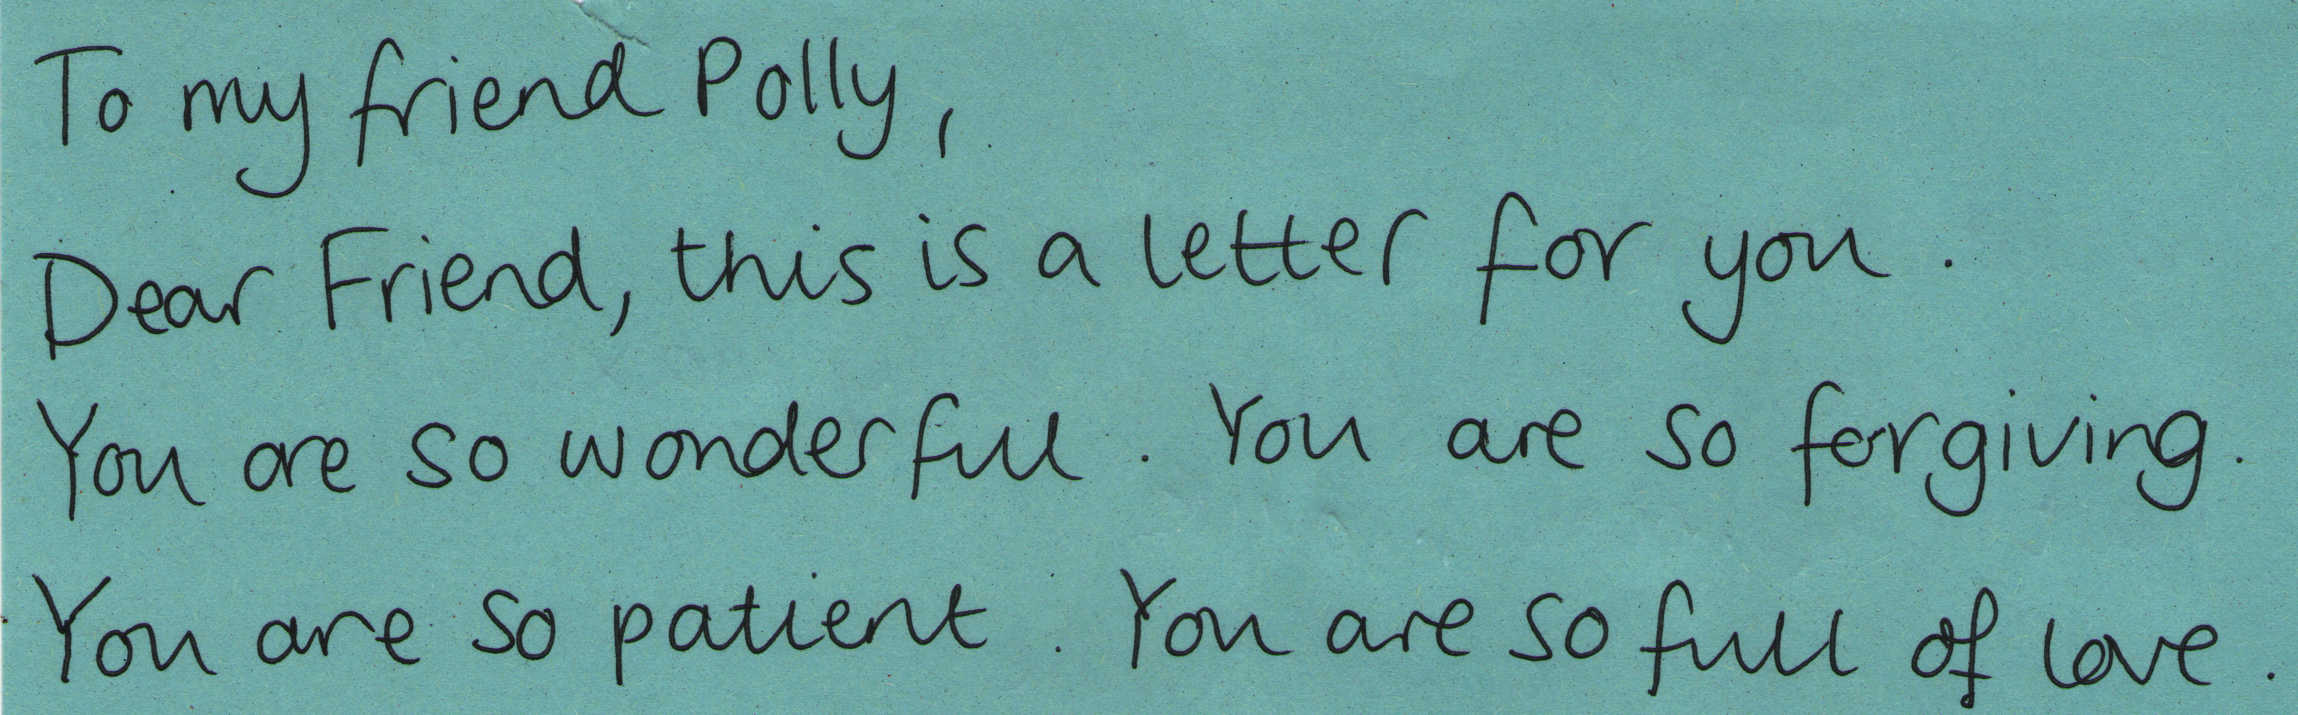 To my friend Polly,
Dear Friend, this is a letter for you.
You are so wonderful. You are so forgiving.
You are so patient. You are so full of love.